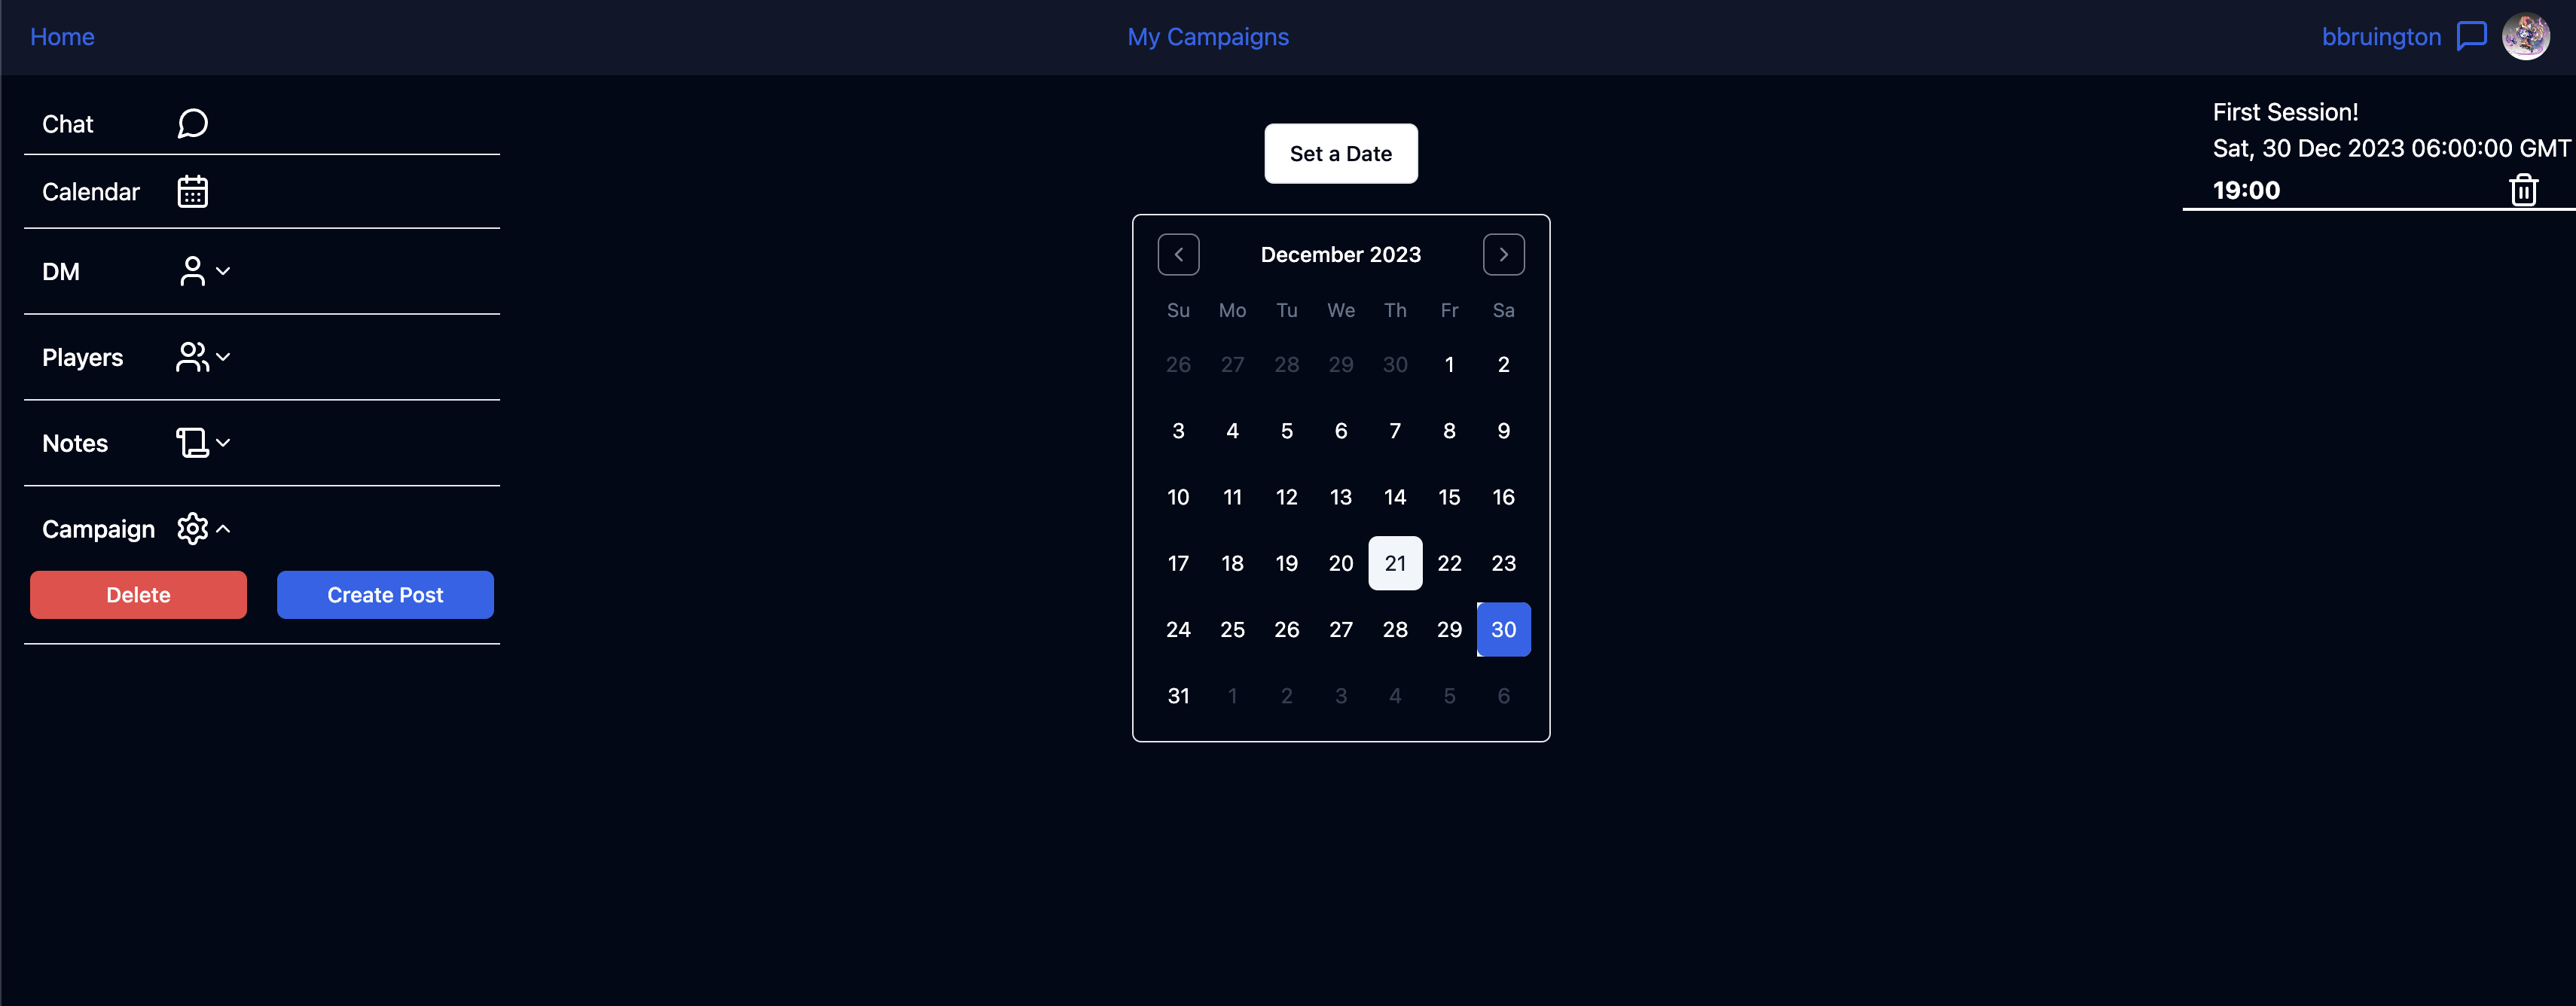 Home
My Campaigns
bbruington
Chat
Calendar
DM
Players
Notes
Campaign
Delete Create Post
Set a Date
December 2023
Su Mo Tu We Th Fr Sa
26 27 28 29 30 1 2
3 4 5 6 7 8 9
10 11 12 13 14 15 16
17 18 19 20 21 22 23
24 25 26 27 28 29 30
31 1 2 3 4 5 6
First Session!
Sat, 30 Dec 2023 06:00:00 GMT
19:00